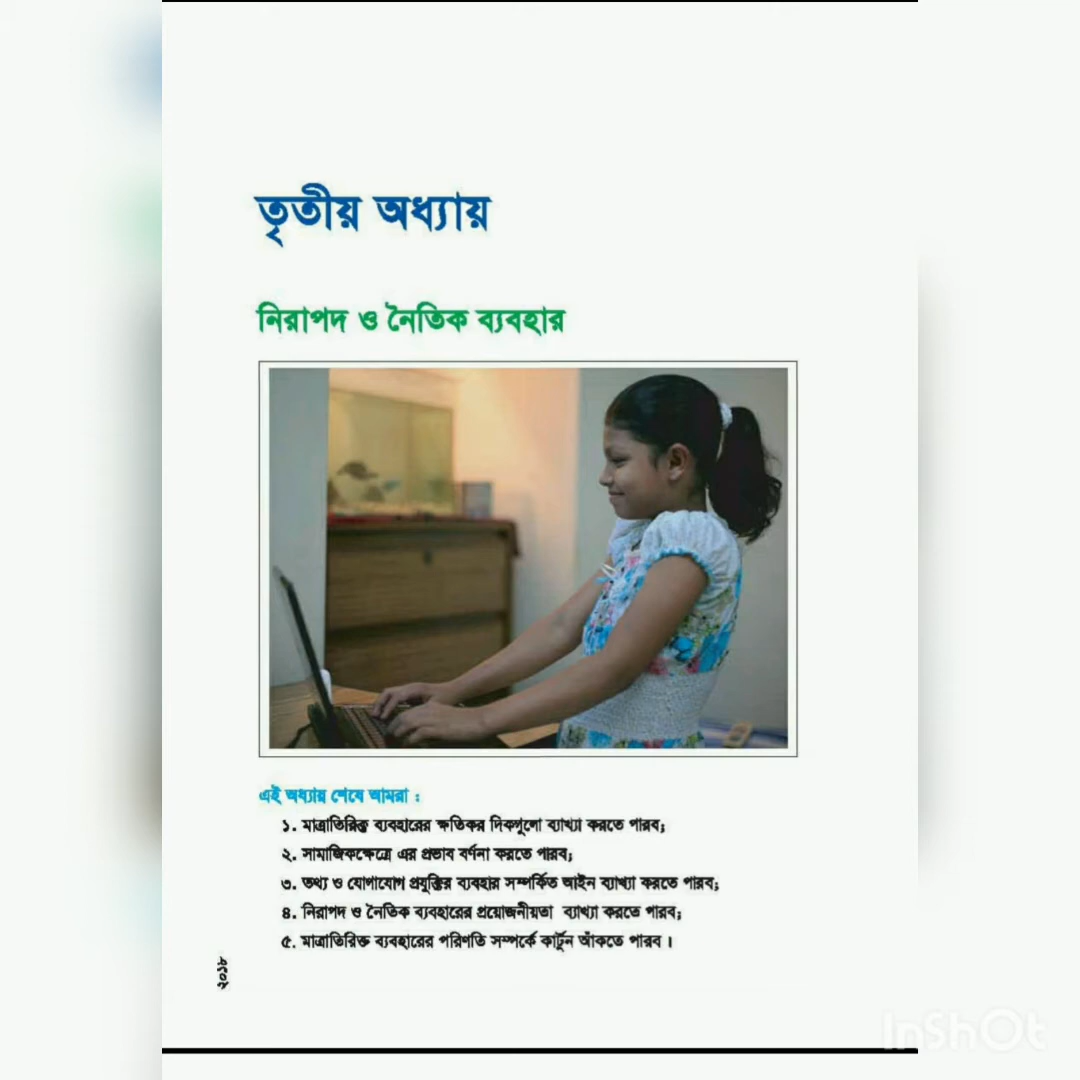 তৃতীয় অধ্যায়
নিরাপদ ও নৈতিক ব্যবহার
এই অধ্যায় শেষে আমরা :
১. মাত্রাতিরিক্ত ব্যবহারের ক্ষতিকর দিকগুলো ব্যাখ্যা করতে পারব;
২. সামাজিকক্ষেত্রে এর প্রভাব বর্ণনা করতে পারব;
৩. তথ্য ও যোগাযোগ প্রযুক্তির ব্যবহার সম্পর্কিত আইন ব্যাখ্যা করতে পারব;
৪. নিরাপদ ও নৈতিক ব্যবহারের প্রয়োজনীয়তা ব্যাখ্যা করতে পারব;
৫. মাত্রাতিরিক্ত ব্যবহারের পরিণতি সম্পর্কে কার্টুন আঁকতে পারব ।
২০১৮
InShOt